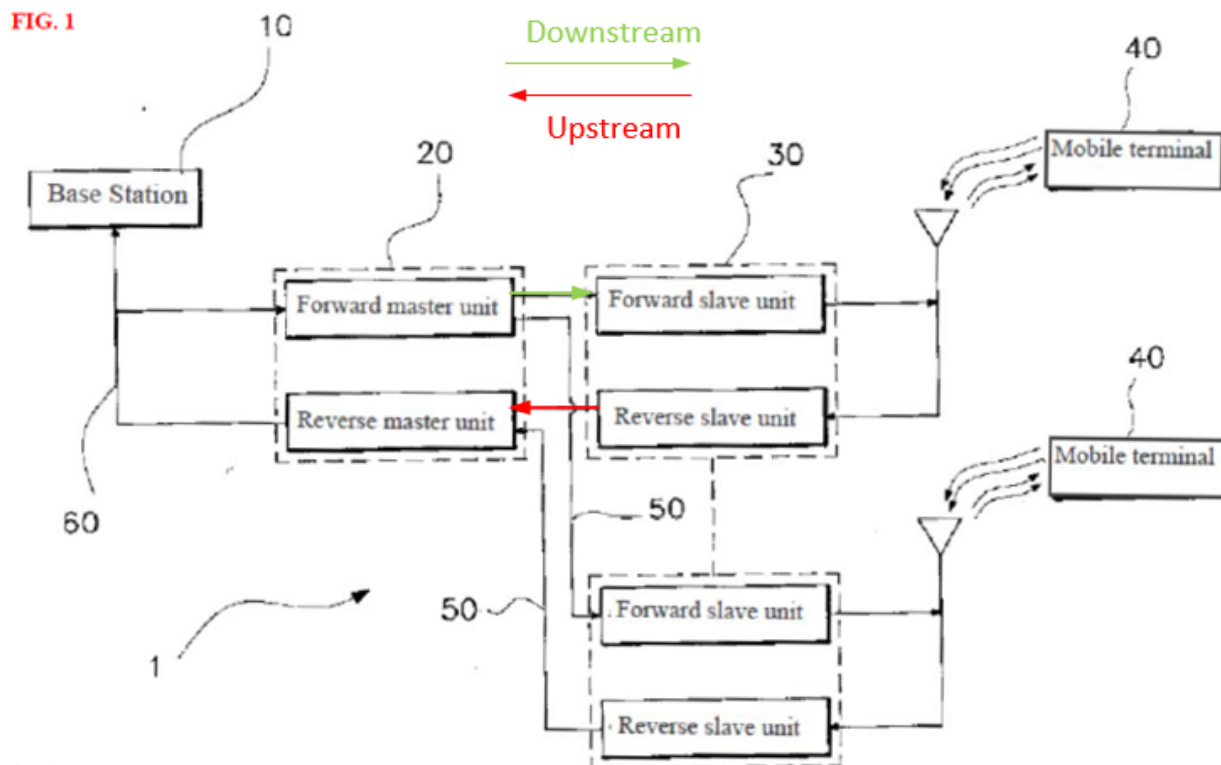 FIG. 1
Downstream
Upstream
10
20
30
40
Base Station
Mobile terminal
Forward master unit
Forward slave unit
Reverse master unit
Reverse slave unit
40
Mobile terminal
60
50
50
Forward slave unit
1
Reverse slave unit